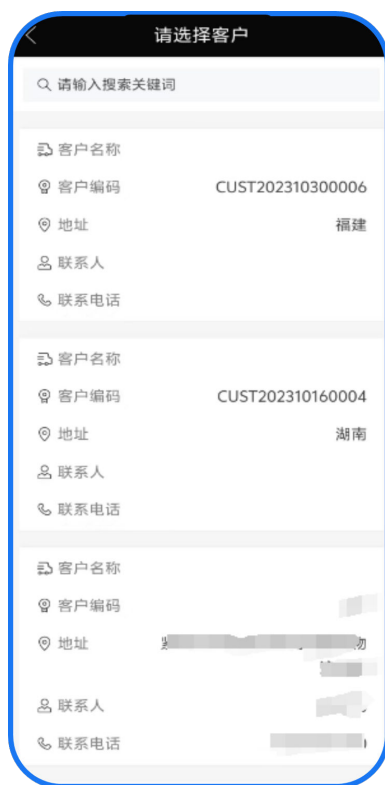 请选择客户
请输入搜索关键词
客户名称
客户编码 CUST202310300006
地址 福建
联系人
联系电话
客户名称
客户编码 CUST202310160004
地址 湖南
联系人
联系电话
客户名称
客户编码
地址
联系人
联系电话